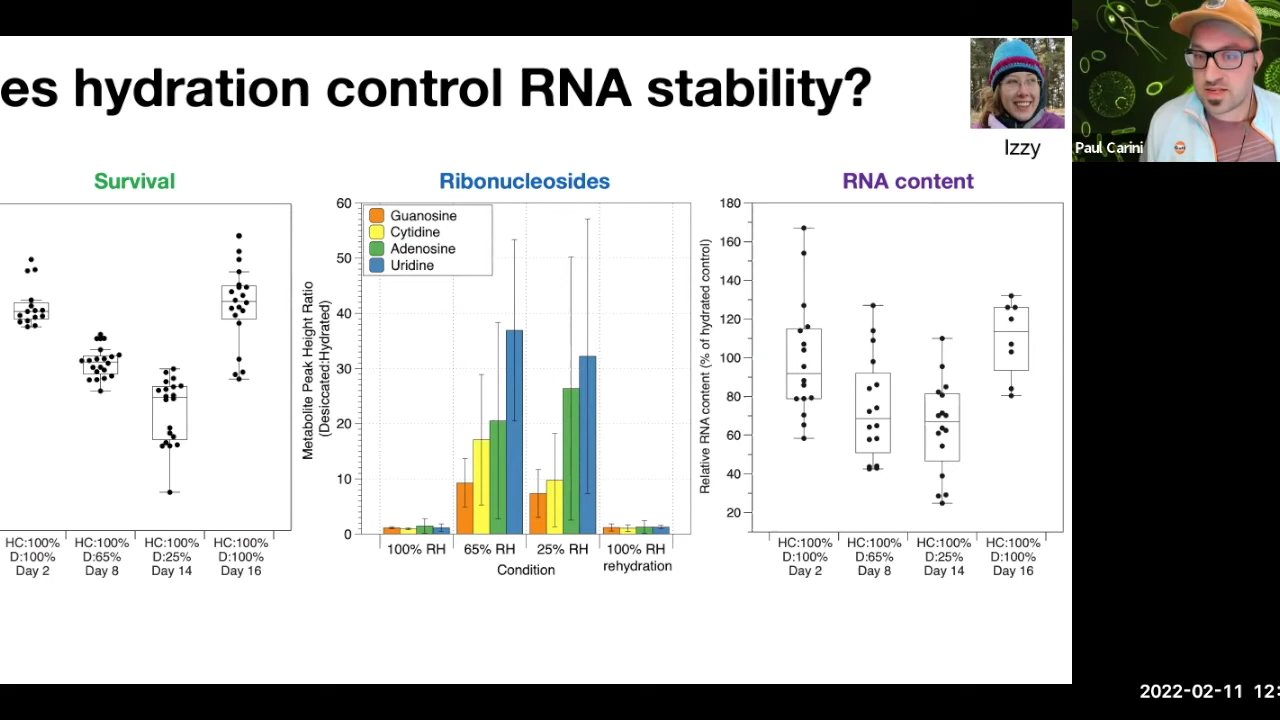 es hydration control RNA stability?
Izzy
Paul Carini
Survival
HC:100% HC:100% HC:100% HC:100%
D:100% D:65% D:25% D:100%
Day 2 Day 8 Day 14 Day 16
Ribonucleosides
Metabolite Peak Height Ratio
(Desiccated:Hydrated)
60
50
40
30
20
10
0
Guanosine
Cytidine
Adenosine
Uridine
100% RH 65% RH 25% RH 100% RH
rehydration
Condition
RNA content
Relative RNA content (% of hydrated control)
180
160
140
120
100
80
60
40
20
HC:100% HC:100% HC:100% HC:100%
D:100% D:65% D:25% D:100%
Day 2 Day 8 Day 14 Day 16
2022-02-11 12: